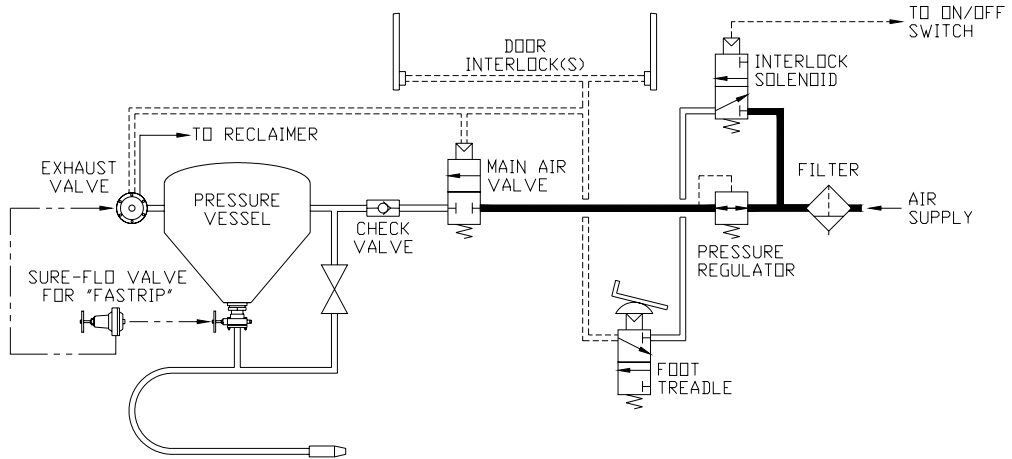 TO ON/OFF
SWITCH
DOOR
INTERLOCK(S)
INTERLOCK
SOLENOID
TO RECLAIMER
EXHAUST
VALVE
MAIN AIR
VALVE
FILTER
PRESSURE
VESSEL
AIR
SUPPLY
CHECK
VALVE
PRESSURE
REGULATOR
SURE-FLO VALVE
FOR "FASTRIP"
FOOT
TREADLE